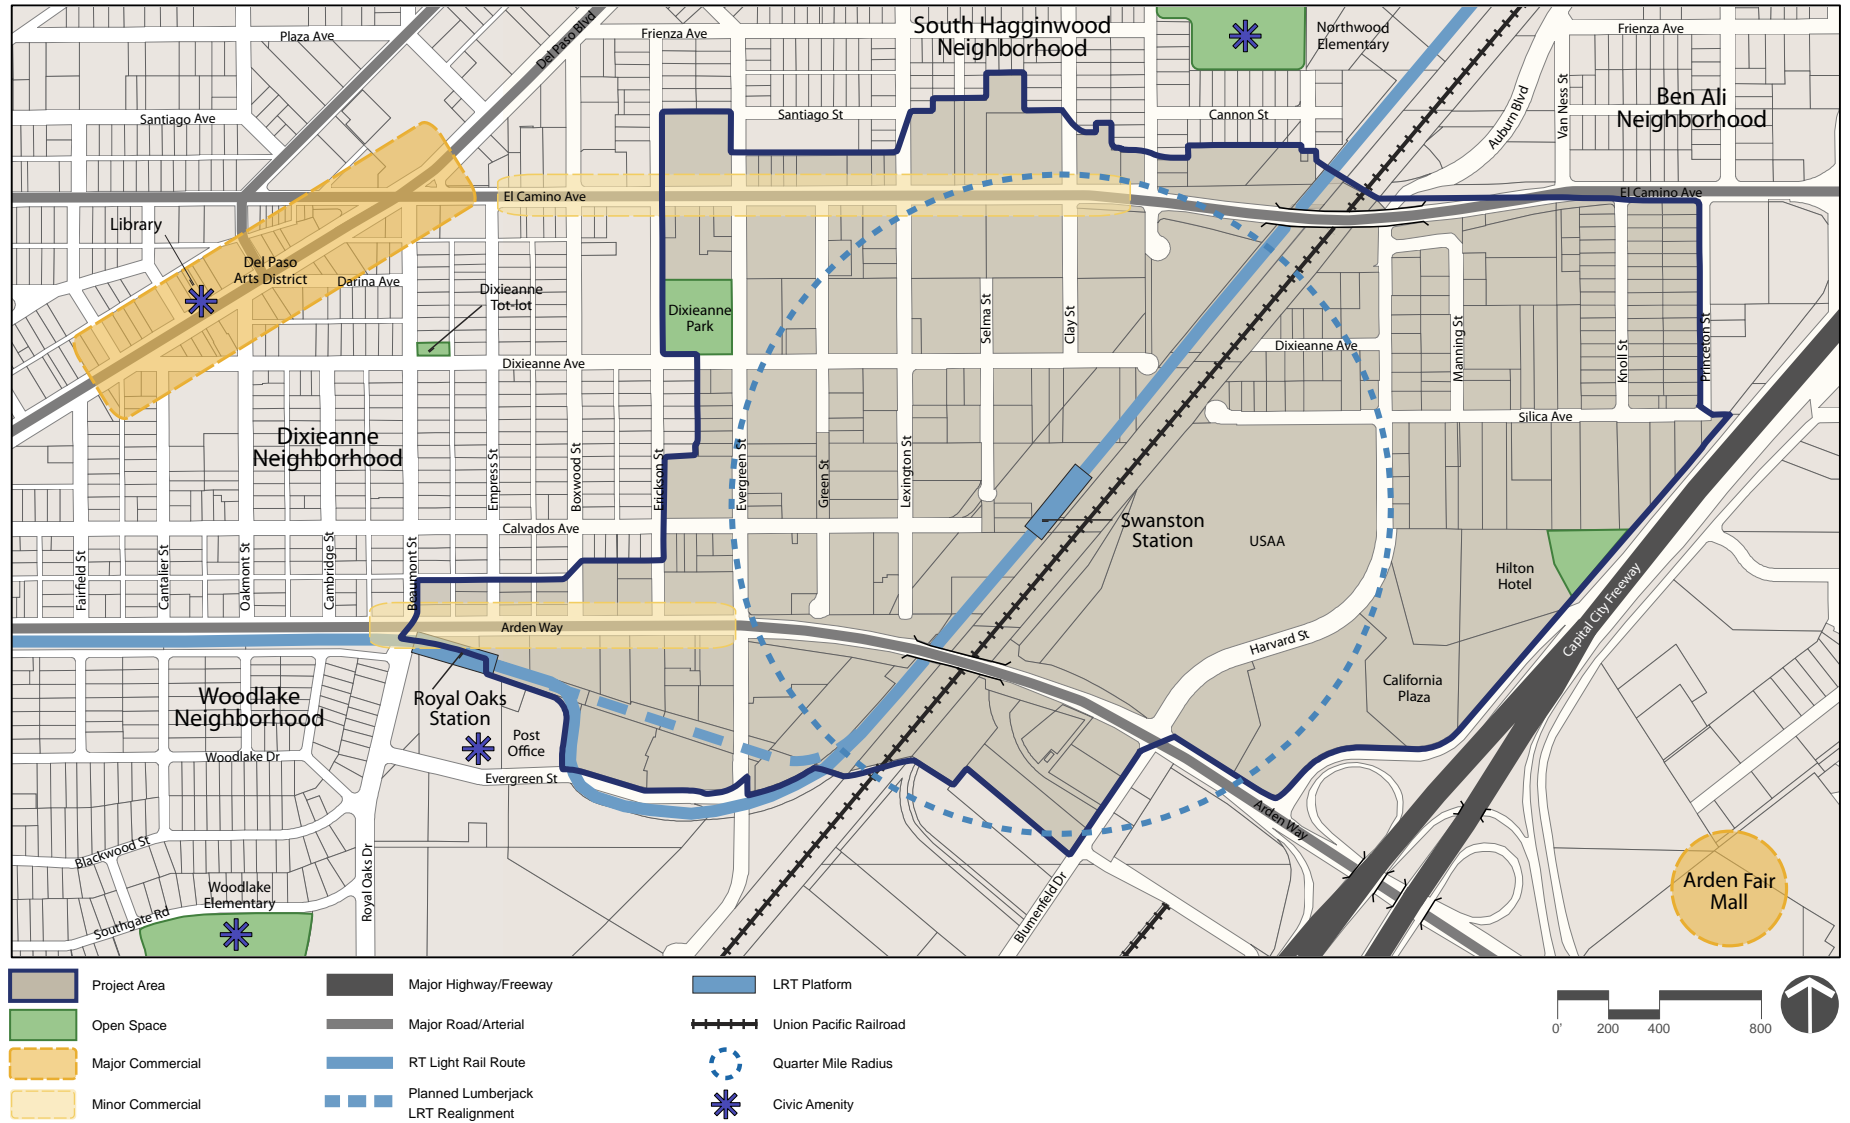 South Hagginwood
Neighborhood
Northwood
Elementary
Plaza Ave
Del Paso Blvd
Frienza Ave
Frienza Ave
Santiago Ave
Santiago St
Cannon St
Auburn Blvd
Van Ness St
Ben Ali
Neighborhood
El Camino Ave
El Camino Ave
Library
Del Paso
Arts District
Darina Ave
Dixieanne
Tot-lot
Dixieanne
Park
Selma St
Clay St
Dixieanne Ave
Manning St
Knoll St
Princeton St
Dixieanne Ave
Silica Ave
Dixieanne
Neighborhood
Empress St
Boxwood St
Erickson St
Evergreen St
Green St
Lexington St
Calvados Ave
Swanston
Station
USAA
Hilton
Hotel
Capital City Freeway
Fairfield St
Cantalier St
Oakmont St
Cambridge St
Beaumont St
Arden Way
Harvard St
California
Plaza
Woodlake
Neighborhood
Royal Oaks
Station
Post
Office
Woodlake Dr
Evergreen St
Arden Way
Blackwood St
Royal Oaks Dr
Woodlake
Elementary
Southgate Rd
Blumenfeld Dr
Arden Fair
Mall
Project Area
Open Space
Major Commercial
Minor Commercial
Major Highway/Freeway
Major Road/Arterial
RT Light Rail Route
Planned Lumberjack
LRT Realignment
LRT Platform
Union Pacific Railroad
Quarter Mile Radius
Civic Amenity
0' 200 400 800